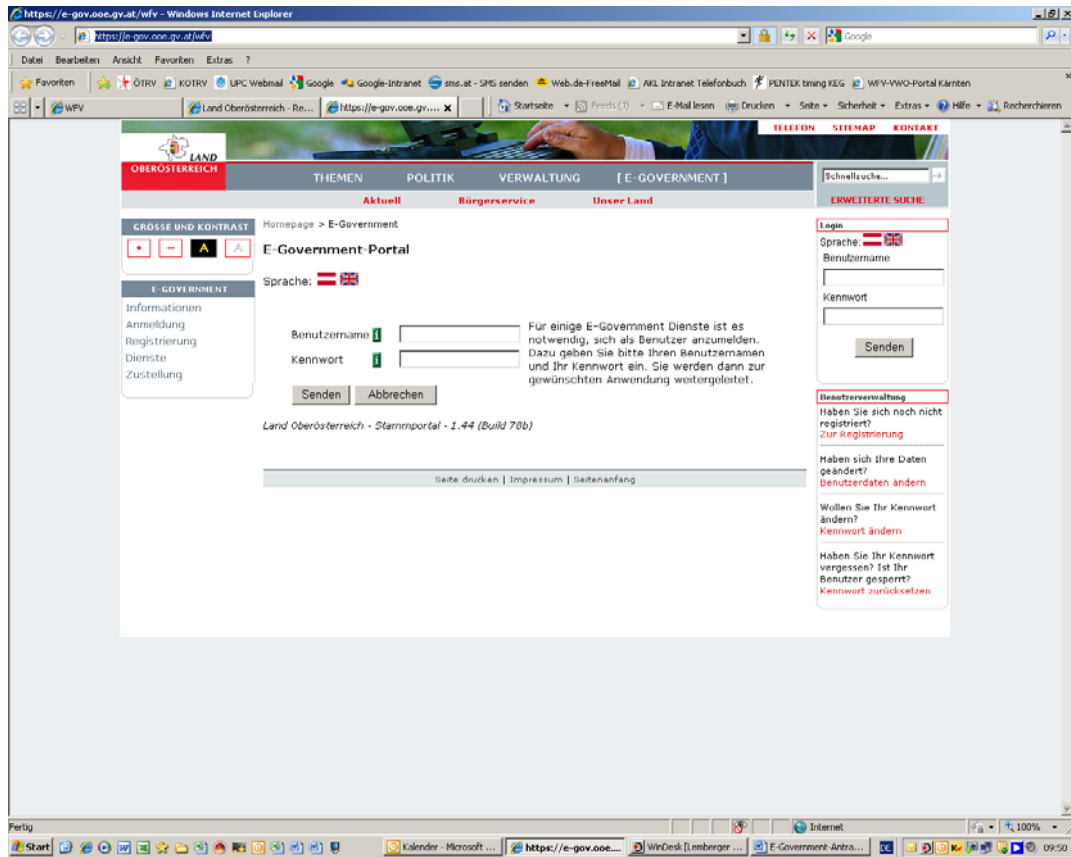 https://e-gov.ooe.gv.at/wfv - Windows Internet Explorer
https://e-gov.ooe.gv.at/wfv
Google
Datei Bearbeiten Ansicht Favoriten Extras ?
Favoriten ÖTRV KOTRV UPC Webmail Google Google-Intranet sms.at - SMS senden Web.de-FreeMail AKL Intranet Telefonbuch PENTEK timing KEG WFV-VWO-Portal Kärnten
WFV Land Oberösterreich - Re... https://e-gov.ooe.gv.... Startseite Feeds (J) E-Mail lesen Drucken Seite Sicherheit Extras Hilfe Recherchieren
TELEFON SITEMAP KONTAKT
LAND
OBERÖSTERREICH
THEMEN POLITIK VERWALTUNG [ E-GOVERNMENT ]
Schnellsuche...
Aktuell Bürgerservice Unser Land
ERWEITERTE SUCHE
GRÖSSE UND KONTRAST
+ − A A
E-GOVERNMENT
Informationen
Anmeldung
Registrierung
Dienste
Zustellung
Homepage > E-Government
E-Government-Portal
Sprache:
Benutzername i
Kennwort i
Für einige E-Government Dienste ist es
notwendig, sich als Benutzer anzumelden.
Dazu geben Sie bitte Ihren Benutzernamen
und Ihr Kennwort ein. Sie werden dann zur
gewünschten Anwendung weitergeleitet.
Senden Abbrechen
Land Oberösterreich - Stammportal - 1.44 (Build 78b)
Seite drucken | Impressum | Seitenanfang
Login
Sprache:
Benutzername
Kennwort
Senden
Benutzerverwaltung
Haben Sie sich noch nicht
registriert?
Zur Registrierung
Haben sich Ihre Daten
geändert?
Benutzerdaten ändern
Wollen Sie Ihr Kennwort
ändern?
Kennwort ändern
Haben Sie Ihr Kennwort
vergessen? Ist Ihr
Benutzer gesperrt?
Kennwort zurücksetzen
Fertig
Internet
100%
Start
Kalender - Microsoft ... https://e-gov.ooe.... WinDesk [Lemberger ... E-Government-Antra... DE 09:50